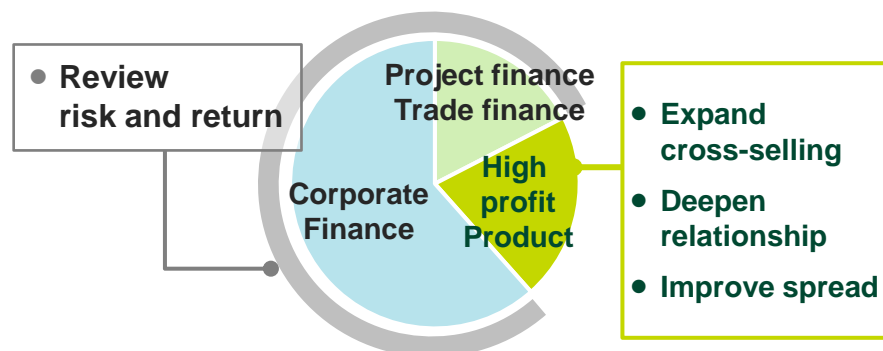 ● Review
risk and return
Project finance
Trade finance
High
profit
Product
Corporate
Finance
● Expand
cross-selling
● Deepen
relationship
● Improve spread